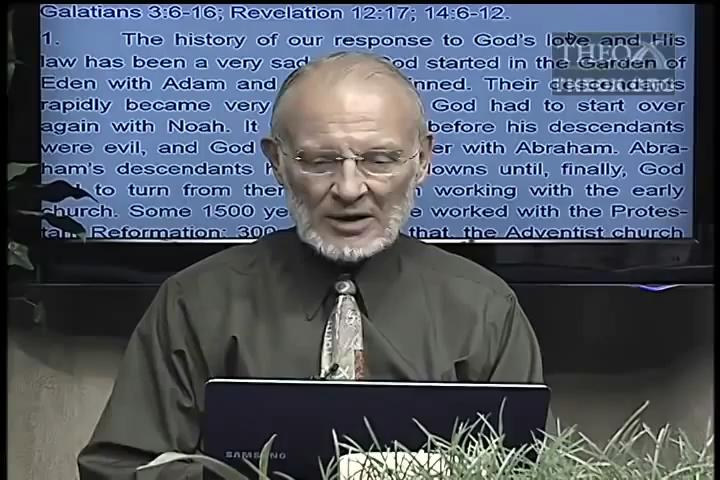 Galatians 3:6-16; Revelation 12:17; 14:6-12.
1. The history of our response to God's love and His
law has been a very sad God started in the Garden of
Eden with Adam and inned. Their descendants
rapidly became very God had to start over
again with Noah. It before his descendants
were evil, and God er with Abraham. Abra-
ham's descendants h owns until, finally, God
to turn from the working with the early
church. Some 1500 ye e worked with the Protes-
tant Reformation; 300 that the Adventist church
THEO
SAMSUNG